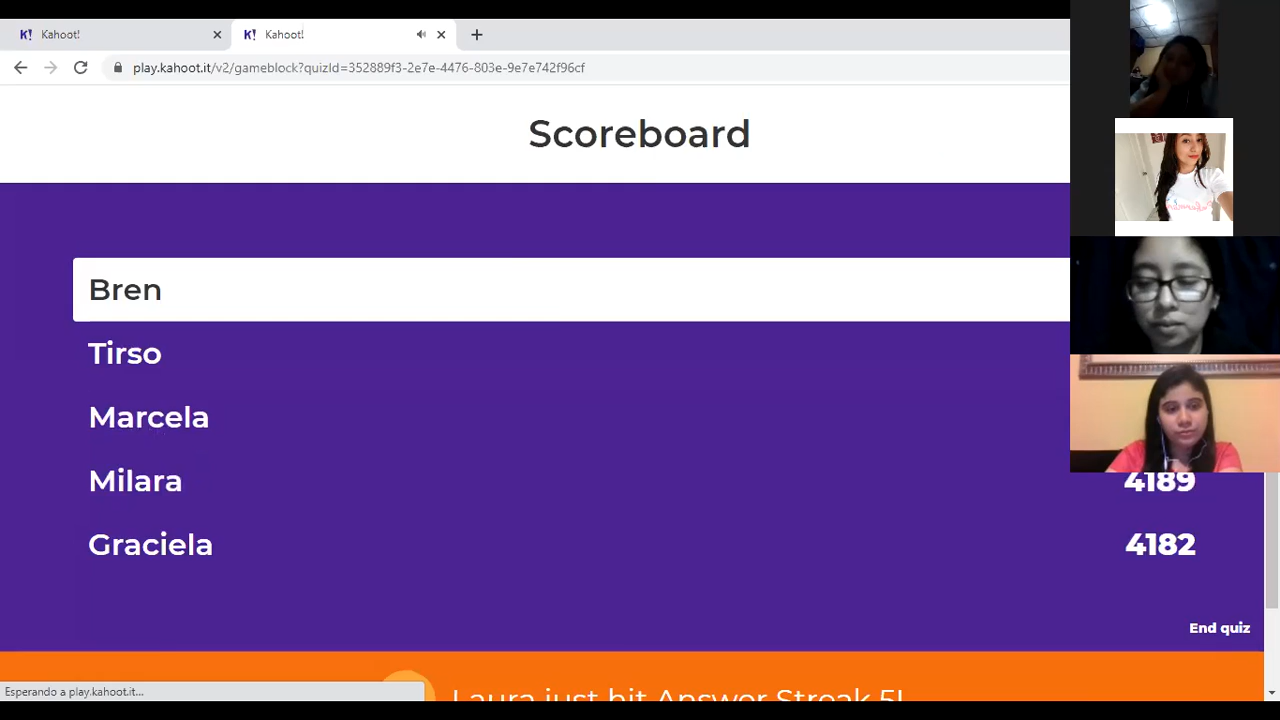 K! Kahoot!
K! Kahoot!
play.kahoot.it/v2/gameblock?quizId=352889f3-2e7e-4476-803e-9e7e742f96cf
Scoreboard
Bren
Tirso
Marcela
Milara 4189
Graciela 4182
End quiz
Laura just hit Answer Streak 5!
Esperando a play.kahoot.it...